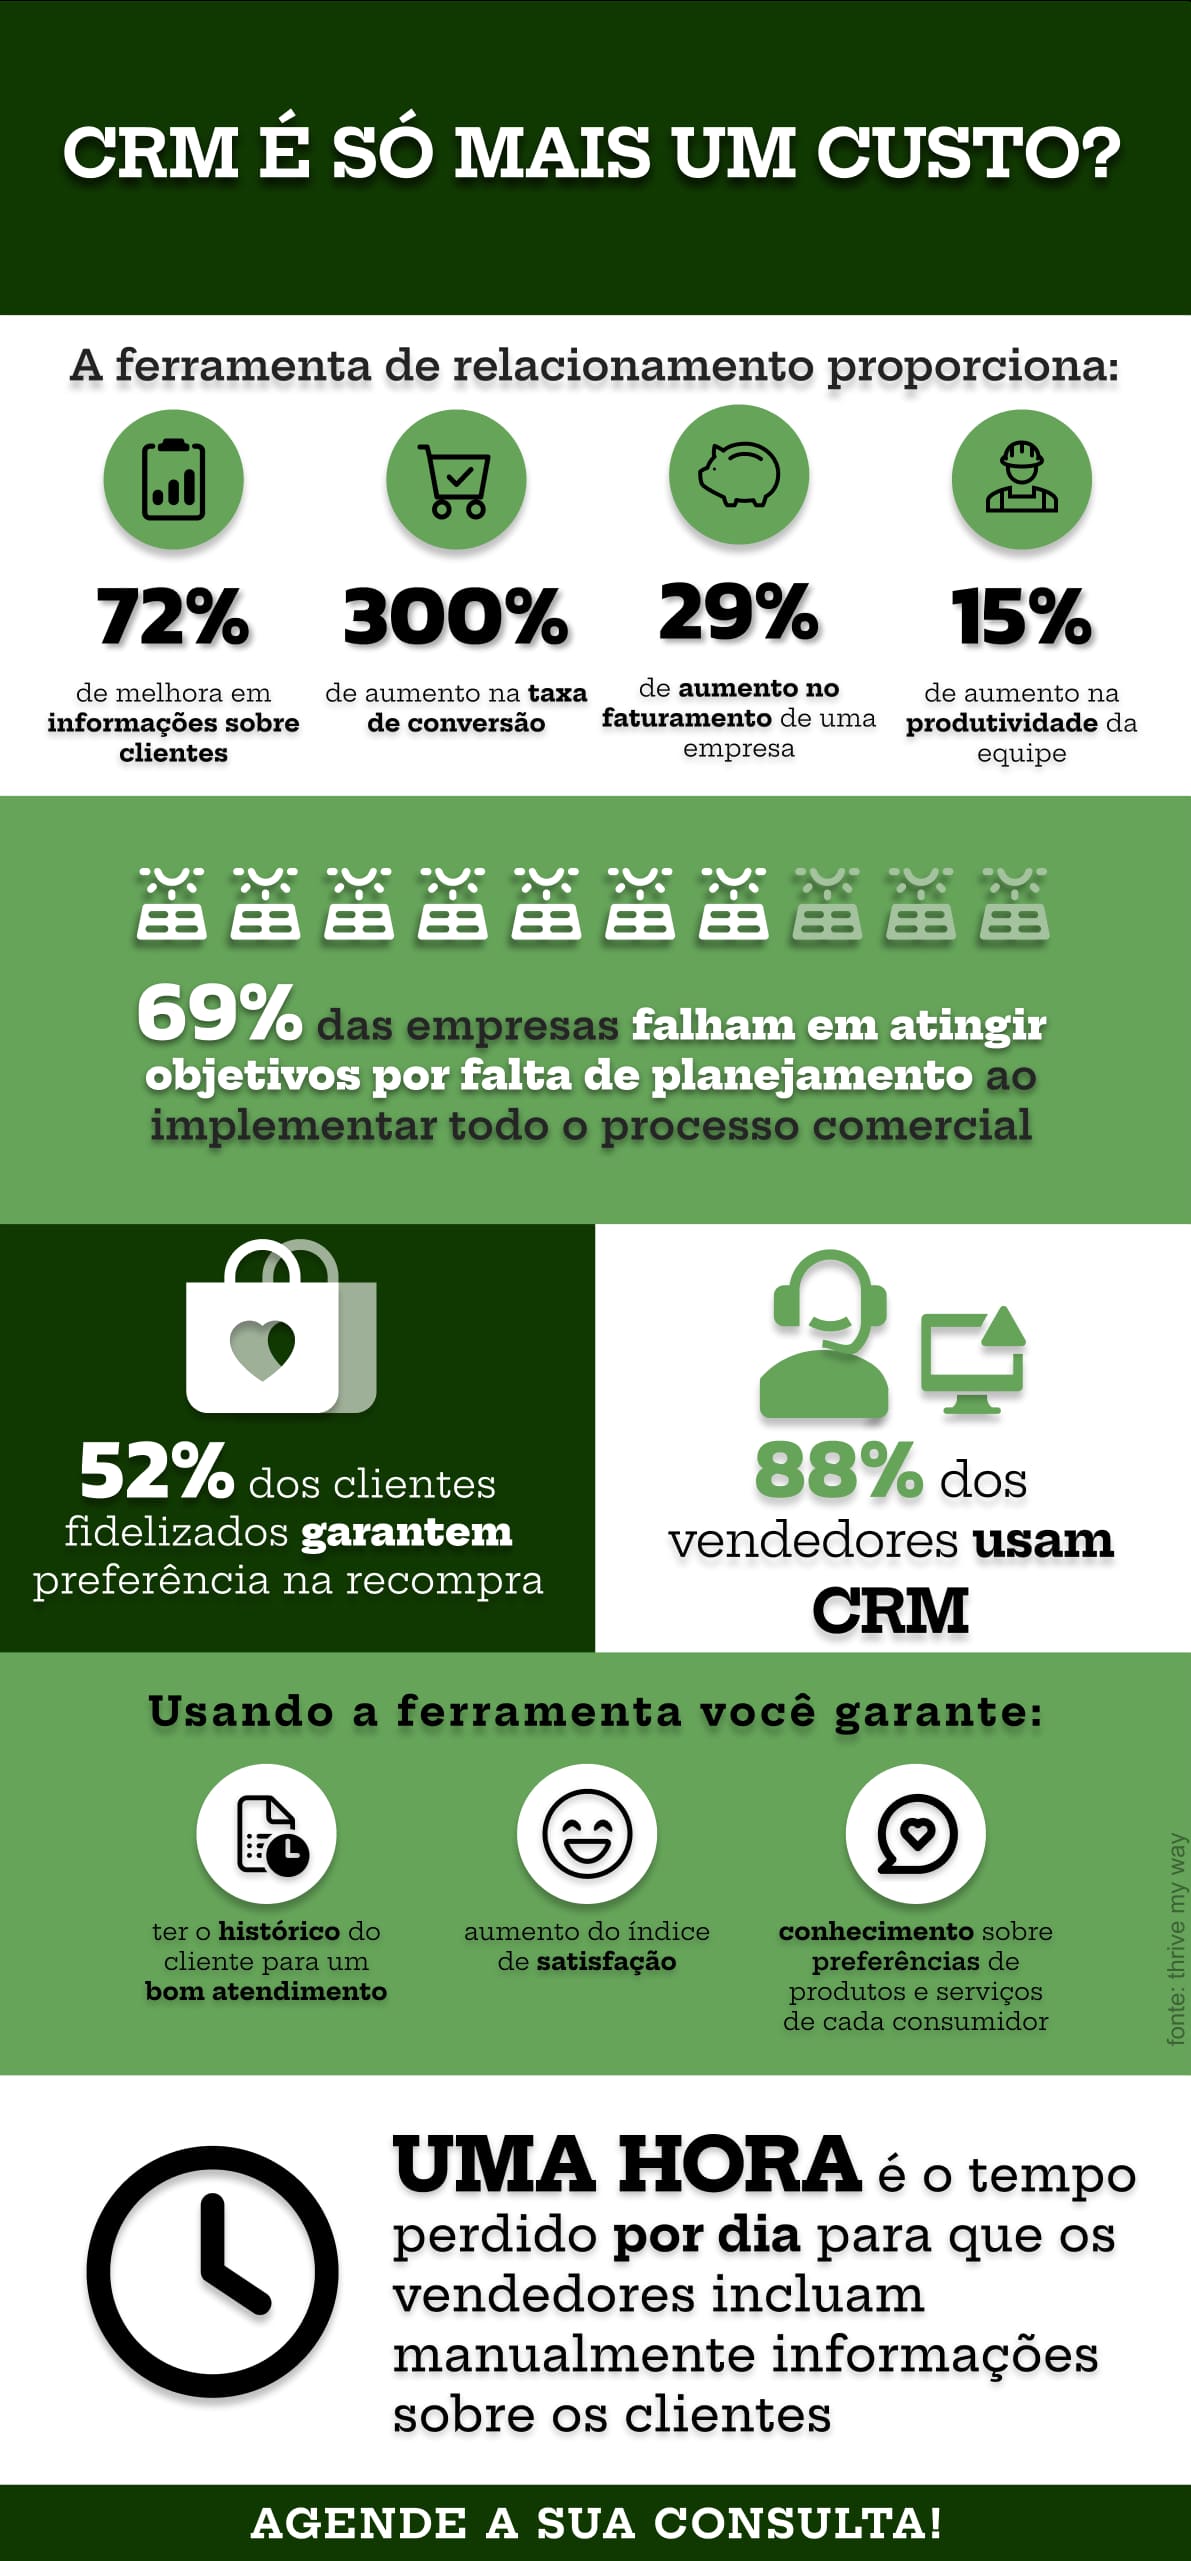 CRM É SÓ MAIS UM CUSTO?
A ferramenta de relacionamento proporciona:
72%
de melhora em
informações sobre
clientes
300%
de aumento na taxa
de conversão
29%
de aumento no
faturamento de uma
empresa
15%
de aumento na
produtividade da
equipe
69% das empresas falham em atingir
objetivos por falta de planejamento ao
implementar todo o processo comercial
52% dos clientes
fidelizados garantem
preferência na recompra
88% dos
vendedores usam
CRM
Usando a ferramenta você garante:
ter o histórico do
cliente para um
bom atendimento
aumento do índice
de satisfação
conhecimento sobre
preferências de
produtos e serviços
de cada consumidor
fonte: thrive my way
UMA HORA é o tempo
perdido por dia para que os
vendedores incluam
manualmente informações
sobre os clientes
AGENDE A SUA CONSULTA!